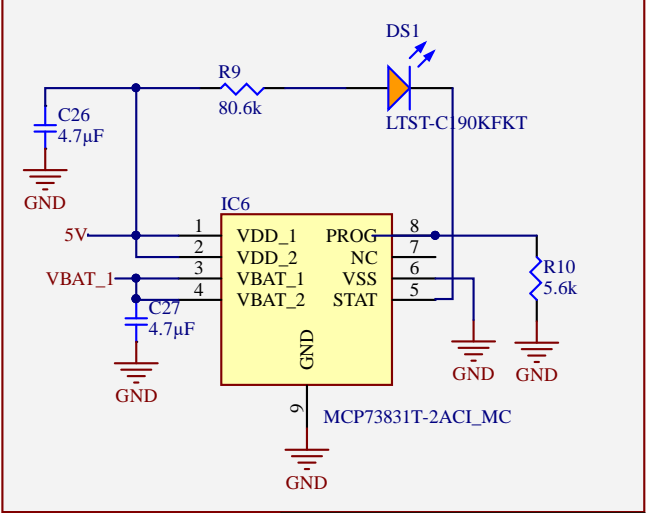 DS1
R9
80.6k
LTST-C190KFKT
C26
4.7µF
GND
IC6
5V
1
VDD_1
PROG
8
2
VDD_2
NC
7
VBAT_1
3
VBAT_1
VSS
6
4
VBAT_2
STAT
5
R10
5.6k
C27
4.7µF
GND
GND
GND
GND
9
MCP73831T-2ACI_MC
GND